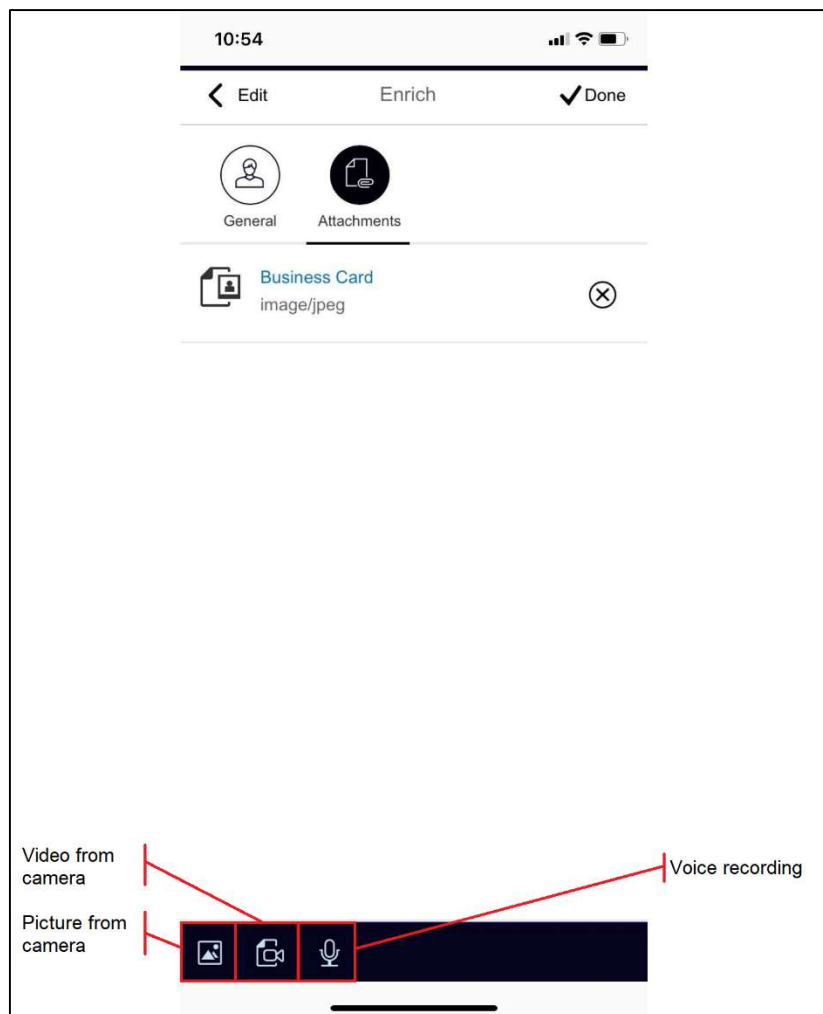 10:54
Edit
Enrich
Done
General
Attachments
Business Card
image/jpeg
Video from
camera
Voice recording
Picture from
camera